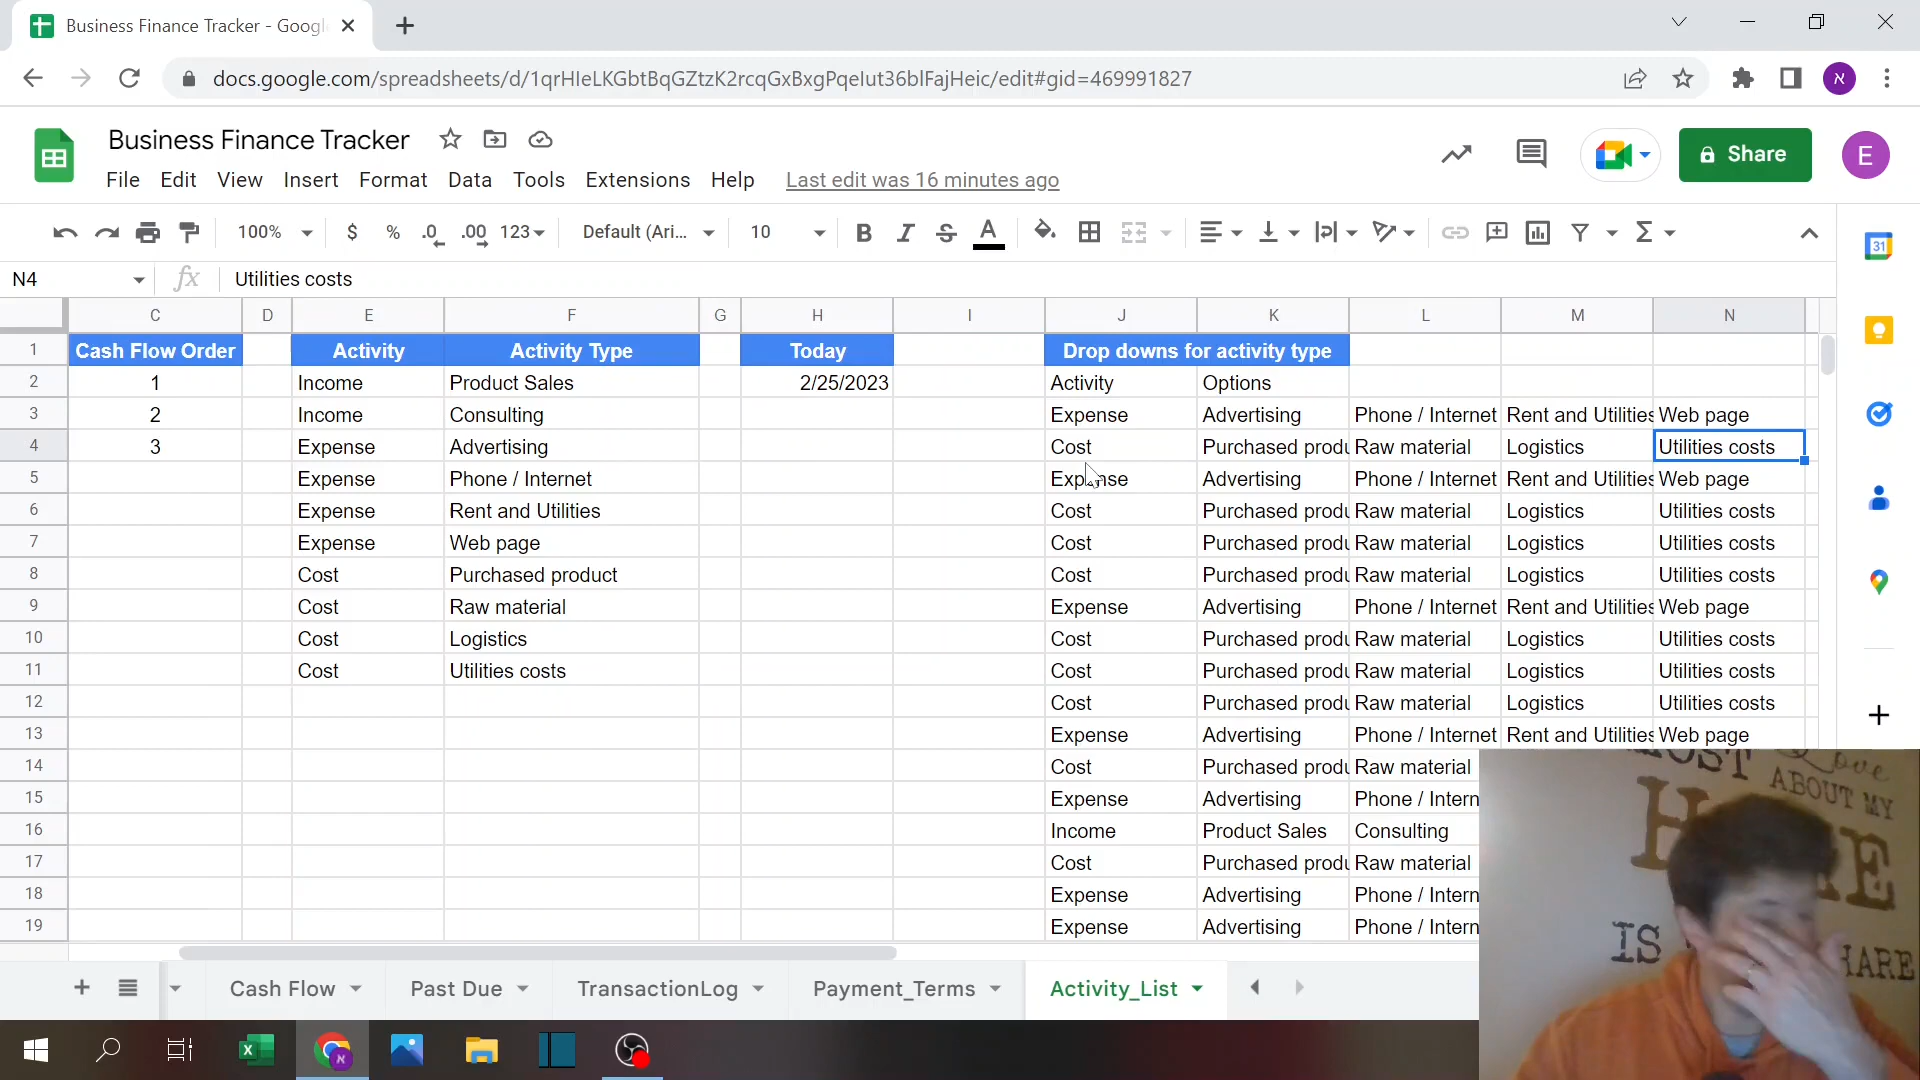 Business Finance Tracker - Googl
docs.google.com/spreadsheets/d/1qrHIeLKGbtBqGZtzK2rcqGxBxgPqeIut36blFajHeic/edit#gid=469991827
א
Business Finance Tracker
File Edit View Insert Format Data Tools Extensions Help Last edit was 16 minutes ago
Share
E
100% $ % .0 .00 123 Default (Ari... 10 B I S A
31
N4 fx Utilities costs
C D E F G H I J K L M N
1 Cash Flow Order Activity Activity Type Today Drop downs for activity type
2 1 Income Product Sales 2/25/2023 Activity Options
3 2 Income Consulting Expense Advertising Phone / Internet Rent and Utilities Web page
4 3 Expense Advertising Cost Purchased produ Raw material Logistics Utilities costs
5 Expense Phone / Internet Expense Advertising Phone / Internet Rent and Utilities Web page
6 Expense Rent and Utilities Cost Purchased produ Raw material Logistics Utilities costs
7 Expense Web page Cost Purchased produ Raw material Logistics Utilities costs
8 Cost Purchased product Cost Purchased produ Raw material Logistics Utilities costs
9 Cost Raw material Expense Advertising Phone / Internet Rent and Utilities Web page
10 Cost Logistics Cost Purchased produ Raw material Logistics Utilities costs
11 Cost Utilities costs Cost Purchased produ Raw material Logistics Utilities costs
12 Cost Purchased produ Raw material Logistics Utilities costs
13 Expense Advertising Phone / Internet Rent and Utilities Web page
14 Cost Purchased produ Raw material
15 Expense Advertising Phone / Intern
16 Income Product Sales Consulting
17 Cost Purchased produ Raw material
18 Expense Advertising Phone / Intern
19 Expense Advertising Phone / Intern
Love
ABOUT MY
IS
Cash Flow Past Due TransactionLog Payment_Terms Activity_List